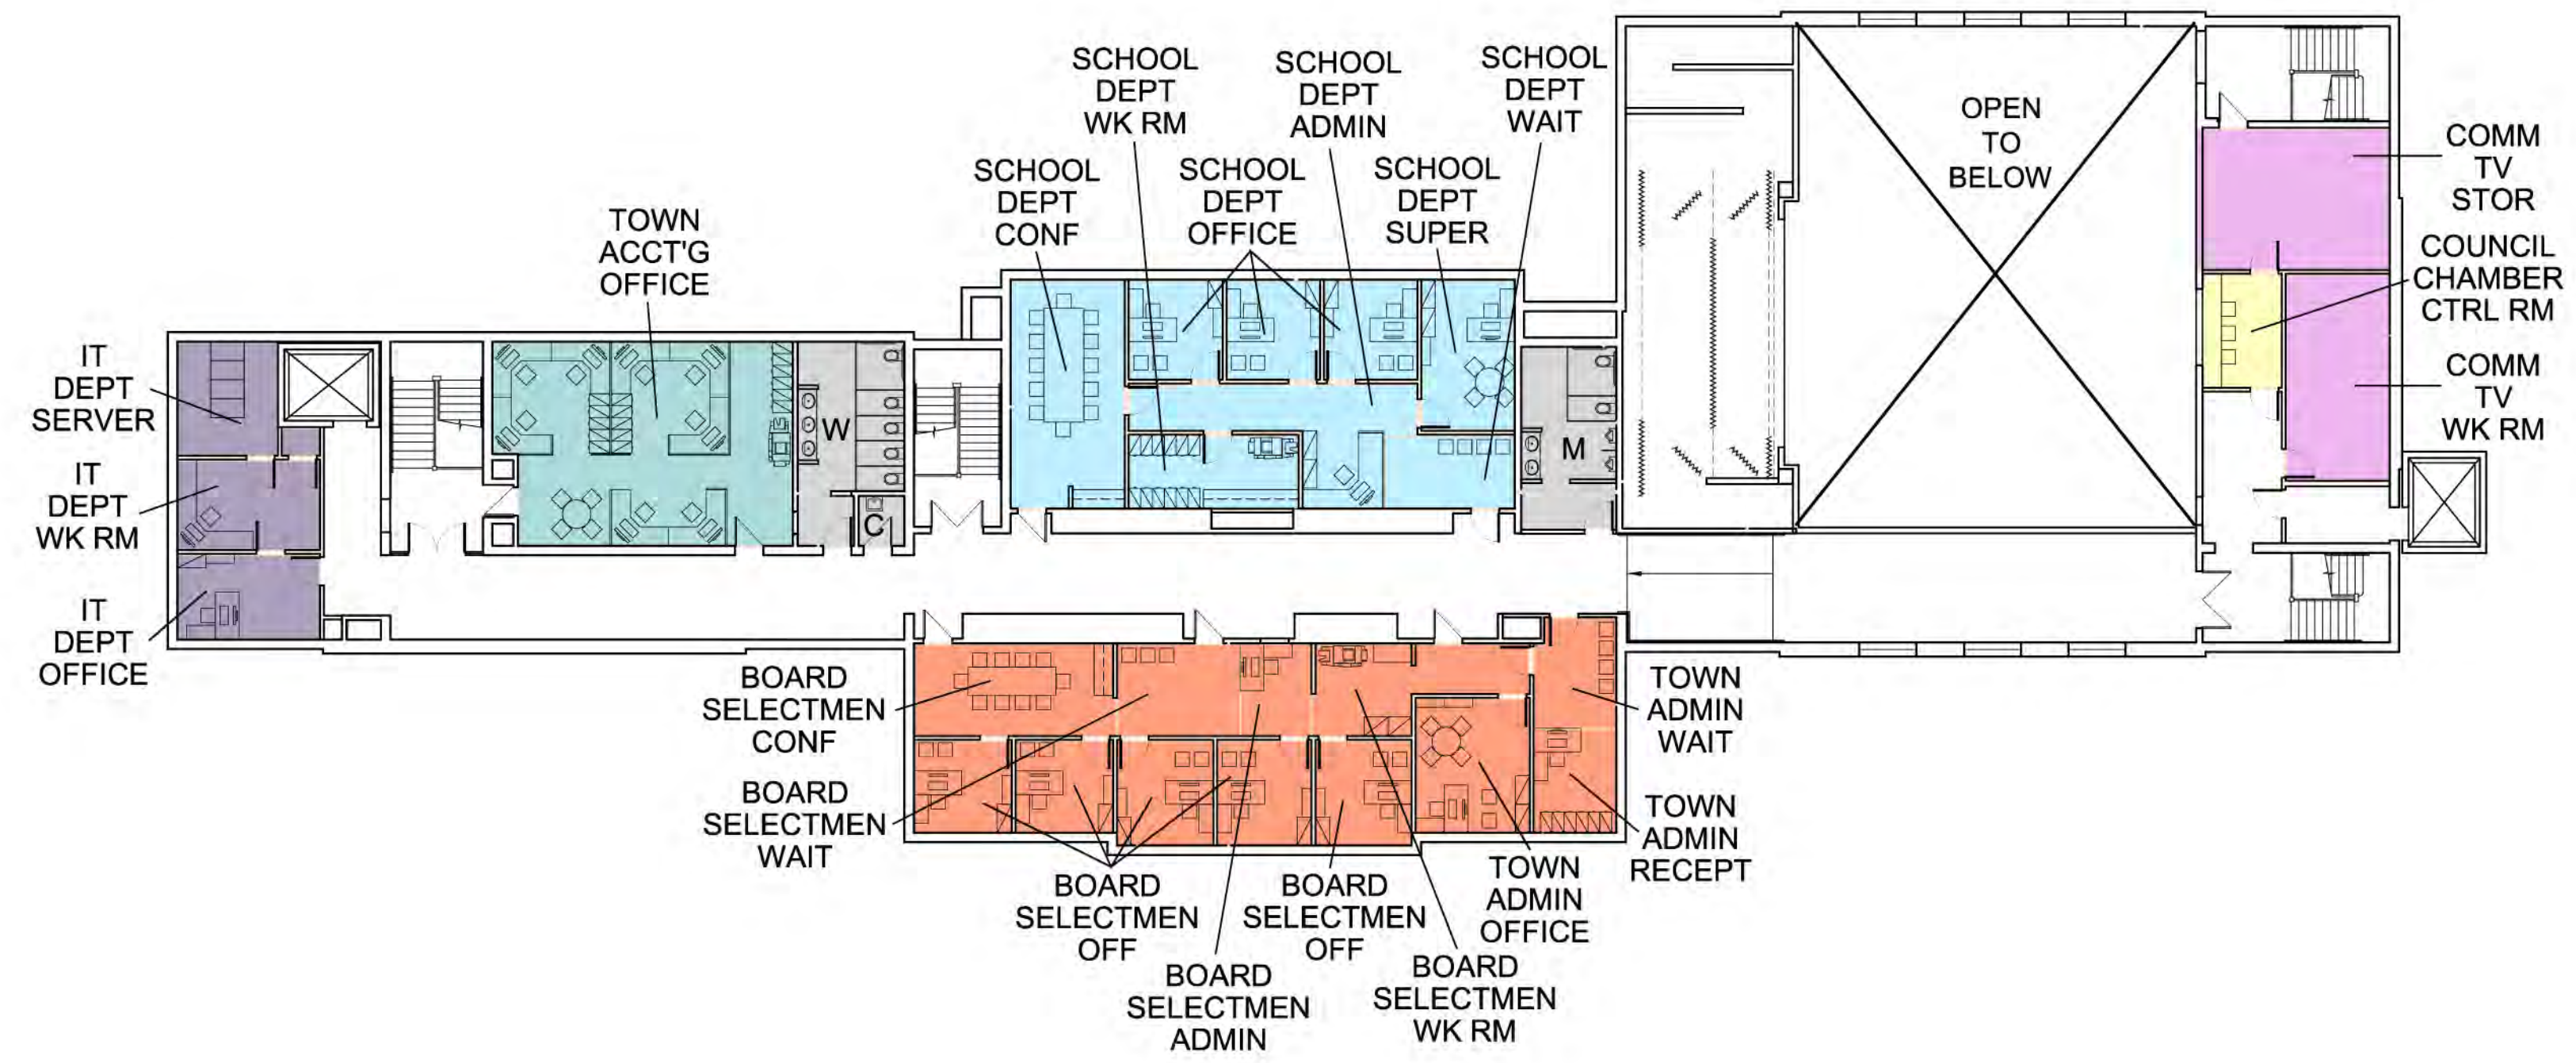 SCHOOL
DEPT
WK RM
SCHOOL
DEPT
ADMIN
SCHOOL
DEPT
WAIT
SCHOOL
DEPT
CONF
SCHOOL
DEPT
OFFICE
SCHOOL
DEPT
SUPER
OPEN
TO
BELOW
COMM
TV
STOR
COUNCIL
CHAMBER
CTRL RM
COMM
TV
WK RM
TOWN
ACCT'G
OFFICE
IT
DEPT
SERVER
IT
DEPT
WK RM
IT
DEPT
OFFICE
W
C
M
BOARD
SELECTMEN
CONF
BOARD
SELECTMEN
WAIT
BOARD
SELECTMEN
OFF
BOARD
SELECTMEN
ADMIN
BOARD
SELECTMEN
OFF
BOARD
SELECTMEN
WK RM
TOWN
ADMIN
OFFICE
TOWN
ADMIN
WAIT
TOWN
ADMIN
RECEPT